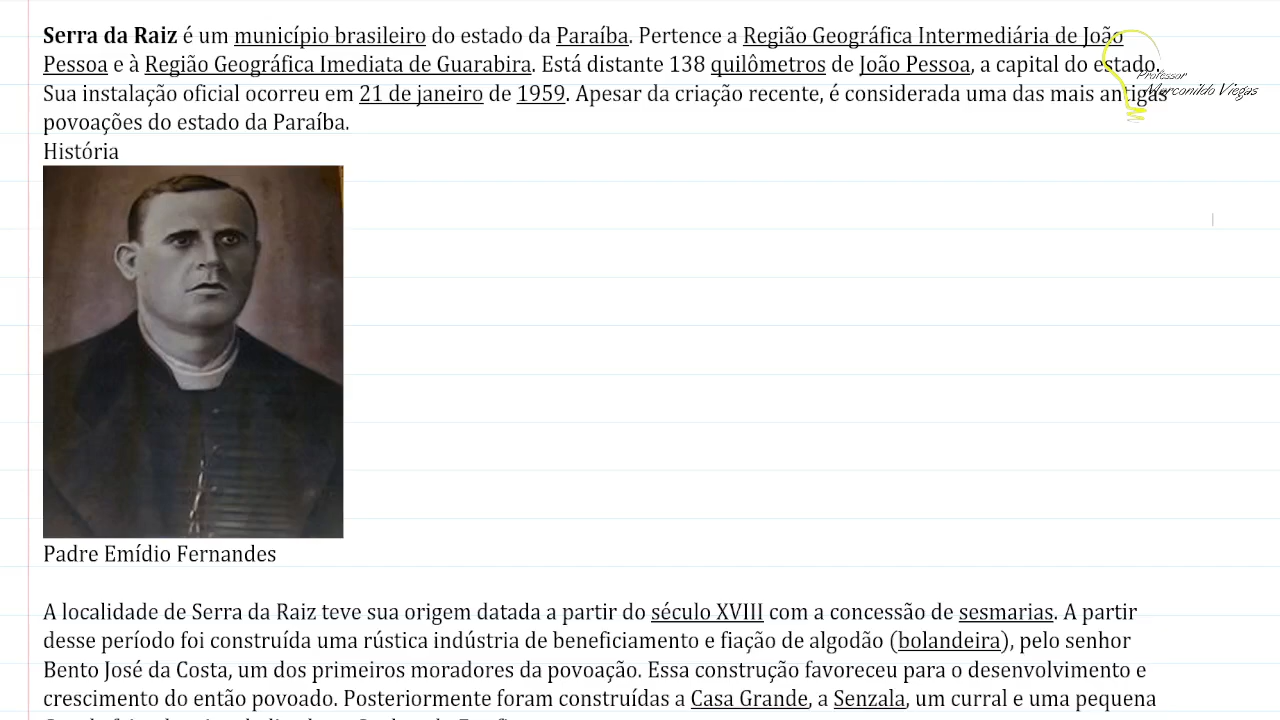 Serra da Raiz é um município brasileiro do estado da Paraíba. Pertence a Região Geográfica Intermediária de João
Pessoa e à Região Geográfica Imediata de Guarabira. Está distante 138 quilômetros de João Pessoa, a capital do estado.
Sua instalação oficial ocorreu em 21 de janeiro de 1959. Apesar da criação recente, é considerada uma das mais antigas
povoações do estado da Paraíba.
Professor
Marconildo Viegas
História
Padre Emídio Fernandes
A localidade de Serra da Raiz teve sua origem datada a partir do século XVIII com a concessão de sesmarias. A partir
desse período foi construída uma rústica indústria de beneficiamento e fiação de algodão (bolandeira), pelo senhor
Bento José da Costa, um dos primeiros moradores da povoação. Essa construção favoreceu para o desenvolvimento e
crescimento do então povoado. Posteriormente foram construídas a Casa Grande, a Senzala, um curral e uma pequena